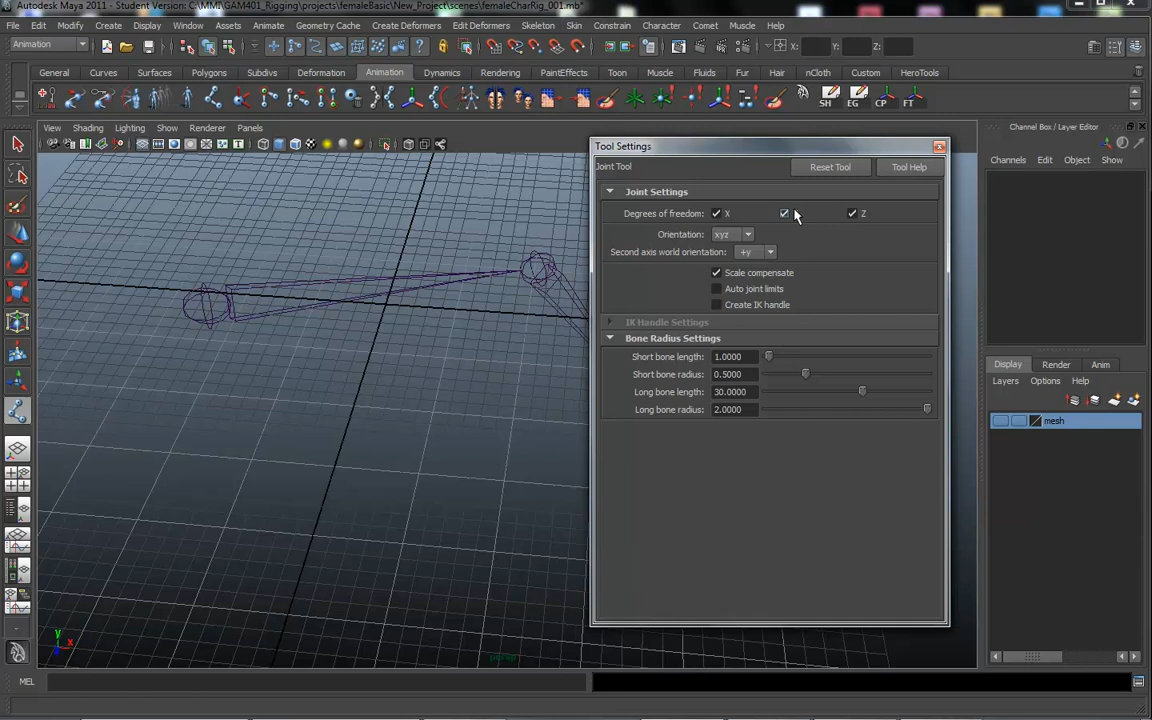 Autodesk Maya 2011 - Student Version: C:\MMI\GAM401_Rigging\projects\femaleBasic\New_Project\scenes\femaleCharRig_001.mb*
File Edit Modify Create Display Window Assets Animate Geometry Cache Create Deformers Edit Deformers Skeleton Skin Constrain Character Muscle Help
Animation X: Y: Z:
General Curves Surfaces Polygons Subdivs Deformation Animation Dynamics Rendering PaintEffects Toon Muscle Fluids Fur Hair nCloth Custom HeroTools
SH EG CP FT
View Shading Lighting Show Renderer Panels
Channel Box / Layer Editor
Channels Edit Object Show
Tool Settings
Joint Tool Reset Tool Tool Help
Joint Settings
Degrees of freedom: X Z
Orientation: xyz
Second axis world orientation: +y
Scale compensate
Auto joint limits
Create IK handle
IK Handle Settings
Bone Radius Settings
Short bone length: 1.0000
Short bone radius: 0.5000
Long bone length: 30.0000
Long bone radius: 2.0000
Display Render Anim
Layers Options Help
mesh
y
x
persp
MEL